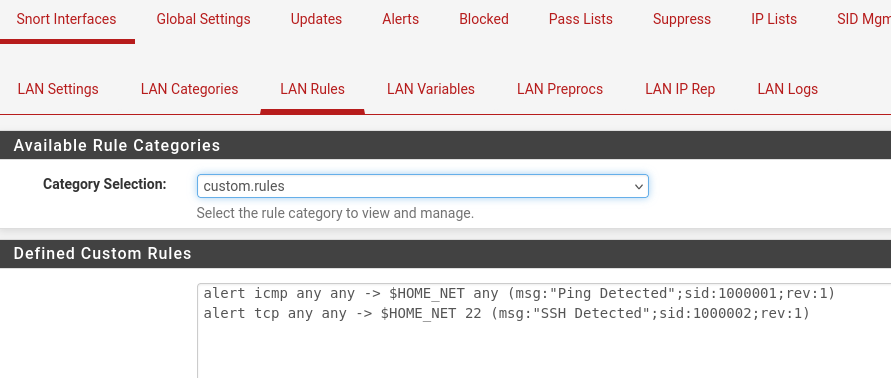 Snort Interfaces Global Settings Updates Alerts Blocked Pass Lists Suppress IP Lists SID Mgm
LAN Settings LAN Categories LAN Rules LAN Variables LAN Preprocs LAN IP Rep LAN Logs
Available Rule Categories
Category Selection: custom.rules
Select the rule category to view and manage.
Defined Custom Rules
alert icmp any any -> $HOME_NET any (msg:"Ping Detected";sid:1000001;rev:1)
alert tcp any any -> $HOME_NET 22 (msg:"SSH Detected";sid:1000002;rev:1)